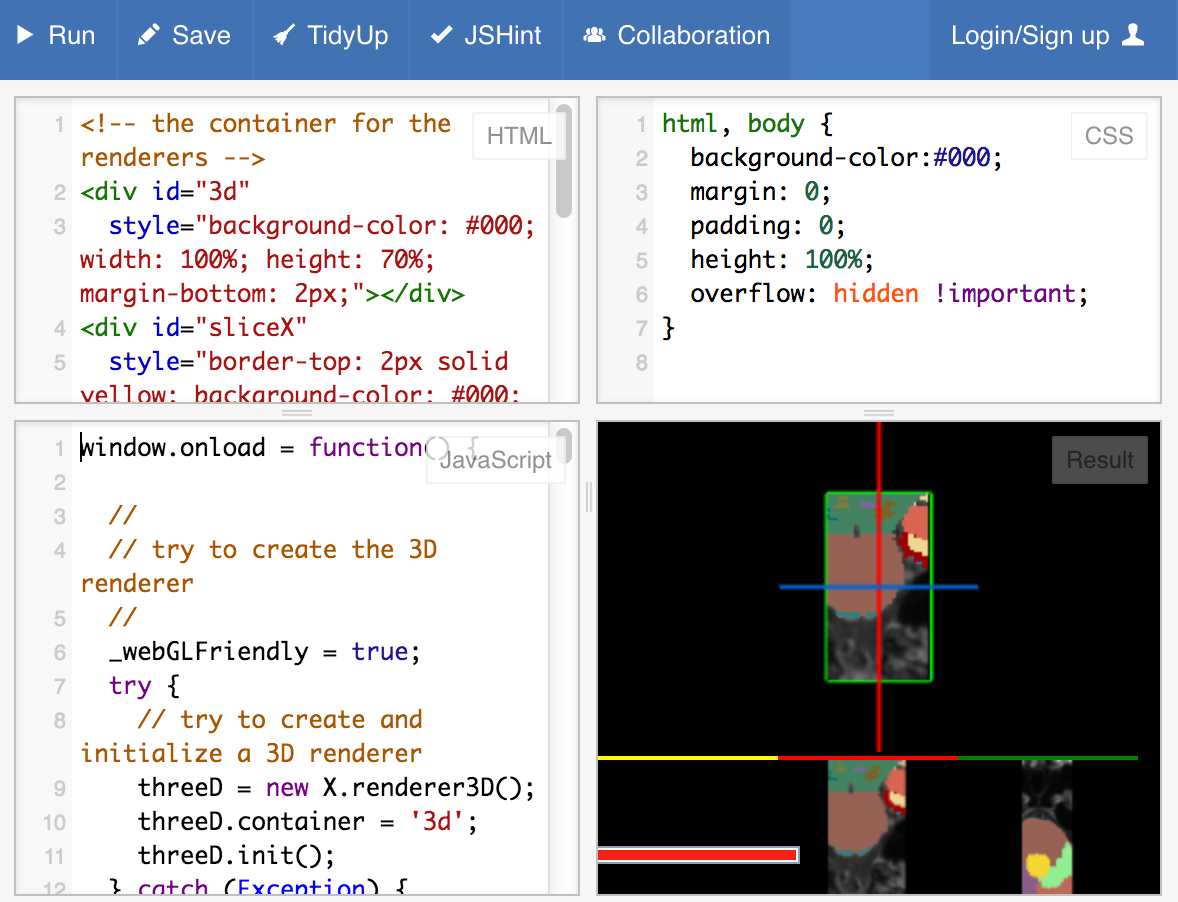 Run Save TidyUp JSHint Collaboration Login/Sign up
HTML
1 <!-- the container for the
renderers -->
2 <div id="3d"
3 style="background-color: #000;
width: 100%; height: 70%;
margin-bottom: 2px;"></div>
4 <div id="sliceX"
5 style="border-top: 2px solid
yellow; background-color: #000;
CSS
1 html, body {
2 background-color:#000;
3 margin: 0;
4 padding: 0;
5 height: 100%;
6 overflow: hidden !important;
7 }
8
JavaScript
1 window.onload = function() {
2
3 //
4 // try to create the 3D
renderer
5 //
6 _webGLFriendly = true;
7 try {
8 // try to create and
initialize a 3D renderer
9 threeD = new X.renderer3D();
10 threeD.container = '3d';
11 threeD.init();
12 } catch (Exception) {
Result